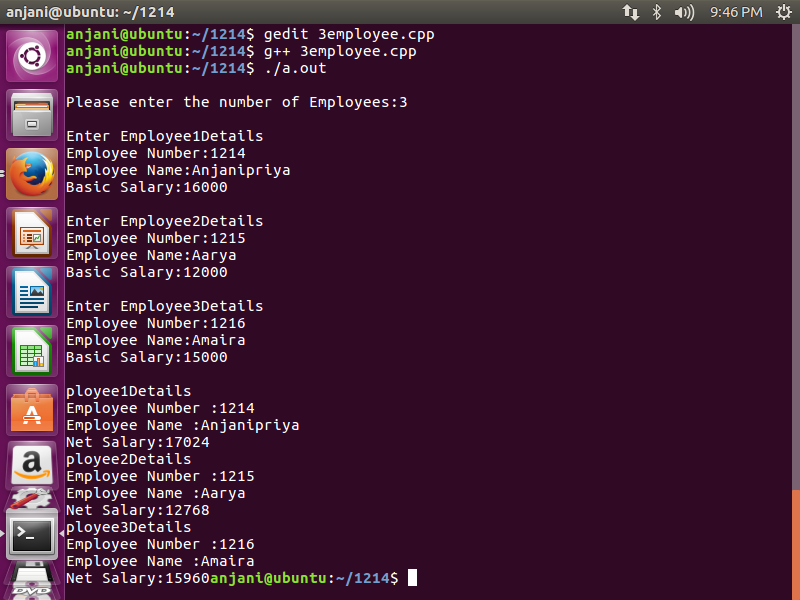 anjani@ubuntu: ~/1214
9:46 PM
anjani@ubuntu:~/1214$ gedit 3employee.cpp
anjani@ubuntu:~/1214$ g++ 3employee.cpp
anjani@ubuntu:~/1214$ ./a.out
Please enter the number of Employees:3
Enter Employee1Details
Employee Number:1214
Employee Name:Anjanipriya
Basic Salary:16000
Enter Employee2Details
Employee Number:1215
Employee Name:Aarya
Basic Salary:12000
Enter Employee3Details
Employee Number:1216
Employee Name:Amaira
Basic Salary:15000
ployee1Details
Employee Number :1214
Employee Name :Anjanipriya
Net Salary:17024
ployee2Details
Employee Number :1215
Employee Name :Aarya
Net Salary:12768
ployee3Details
Employee Number :1216
Employee Name :Amaira
Net Salary:15960anjani@ubuntu:~/1214$
A
a
>_
DVD